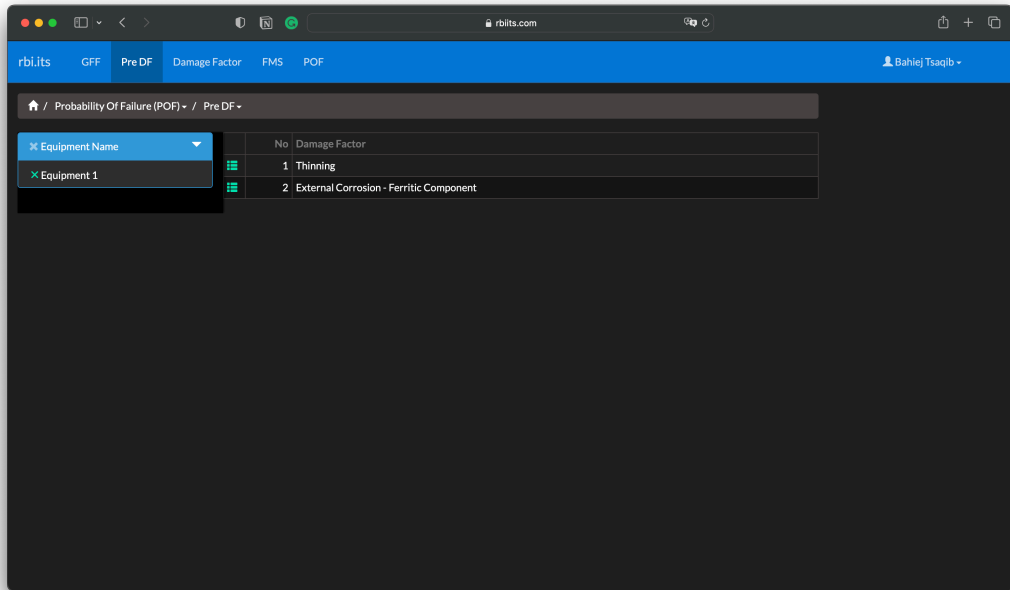 rbiits.com
rbi.its GFF Pre DF Damage Factor FMS POF Bahiej Tsaqib
/ Probability Of Failure (POF) / Pre DF
Equipment Name
Equipment 1
No Damage Factor
1 Thinning
2 External Corrosion - Ferritic Component